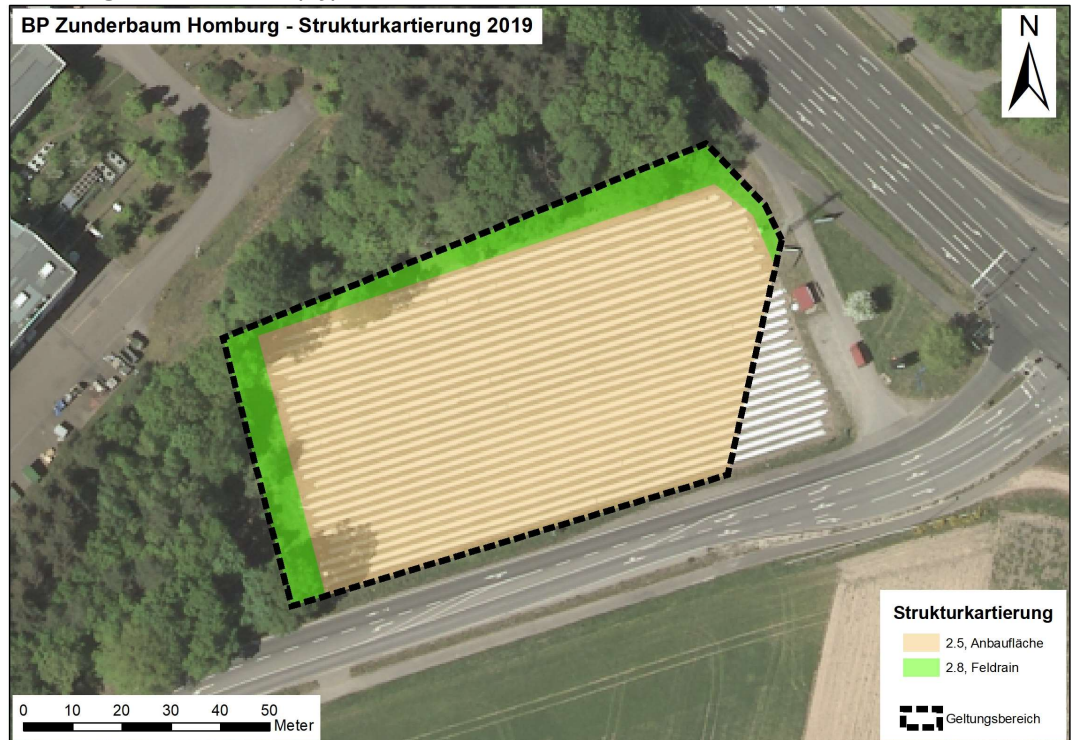 BP Zunderbaum Homburg - Strukturkartierung 2019
N
Strukturkartierung
2.5, Anbaufläche
2.8, Feldrain
Geltungsbereich
0 10 20 30 40 50
Meter